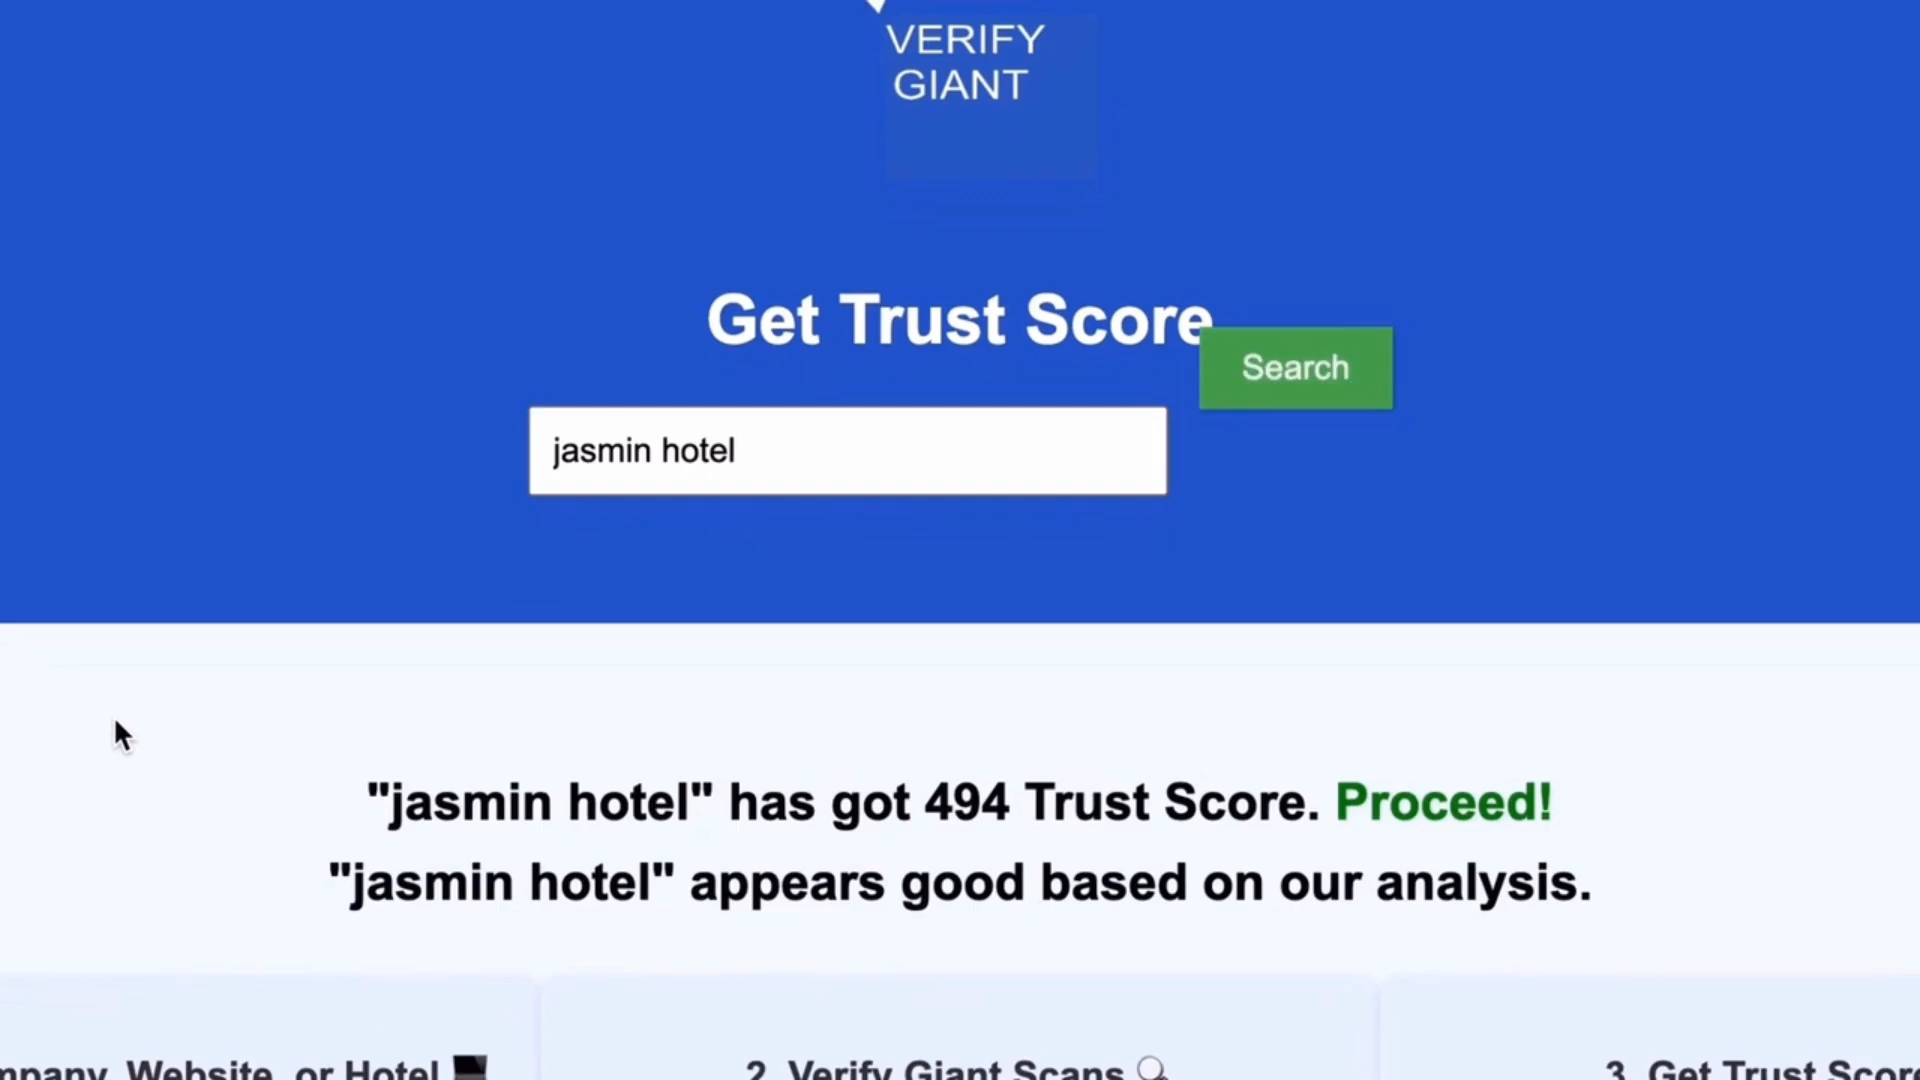 VERIFY
GIANT
Get Trust Score
Search
jasmin hotel
"jasmin hotel" has got 494 Trust Score. Proceed!
"jasmin hotel" appears good based on our analysis.
Website, or Hotel
2. Verify Giant Scans
3. Get Trust Score